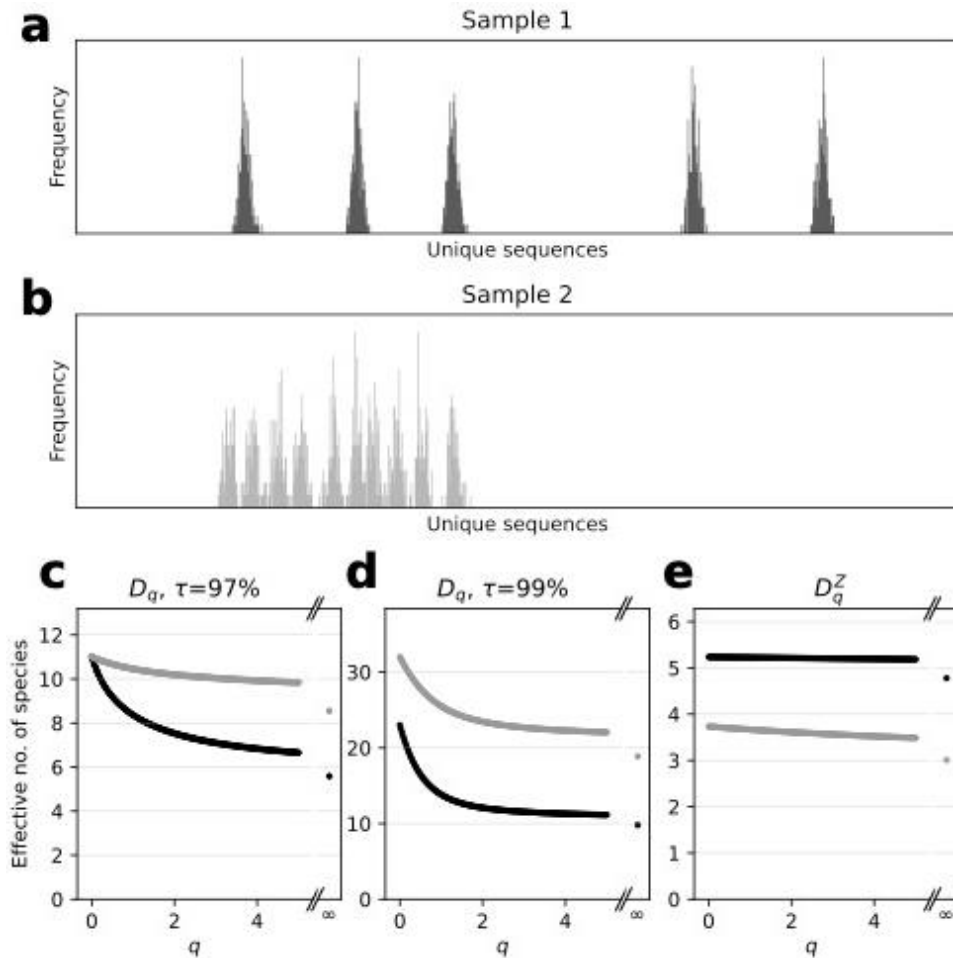 a
Sample 1
Frequency
Unique sequences
b
Sample 2
Frequency
Unique sequences
c
D_q, τ=97%
Effective no. of species
12
10
8
6
4
2
0
0 2 4 ∞
q
d
D_q, τ=99%
30
20
10
0
0 2 4 ∞
q
e
D_q^Z
6
5
4
3
2
1
0
0 2 4 ∞
q